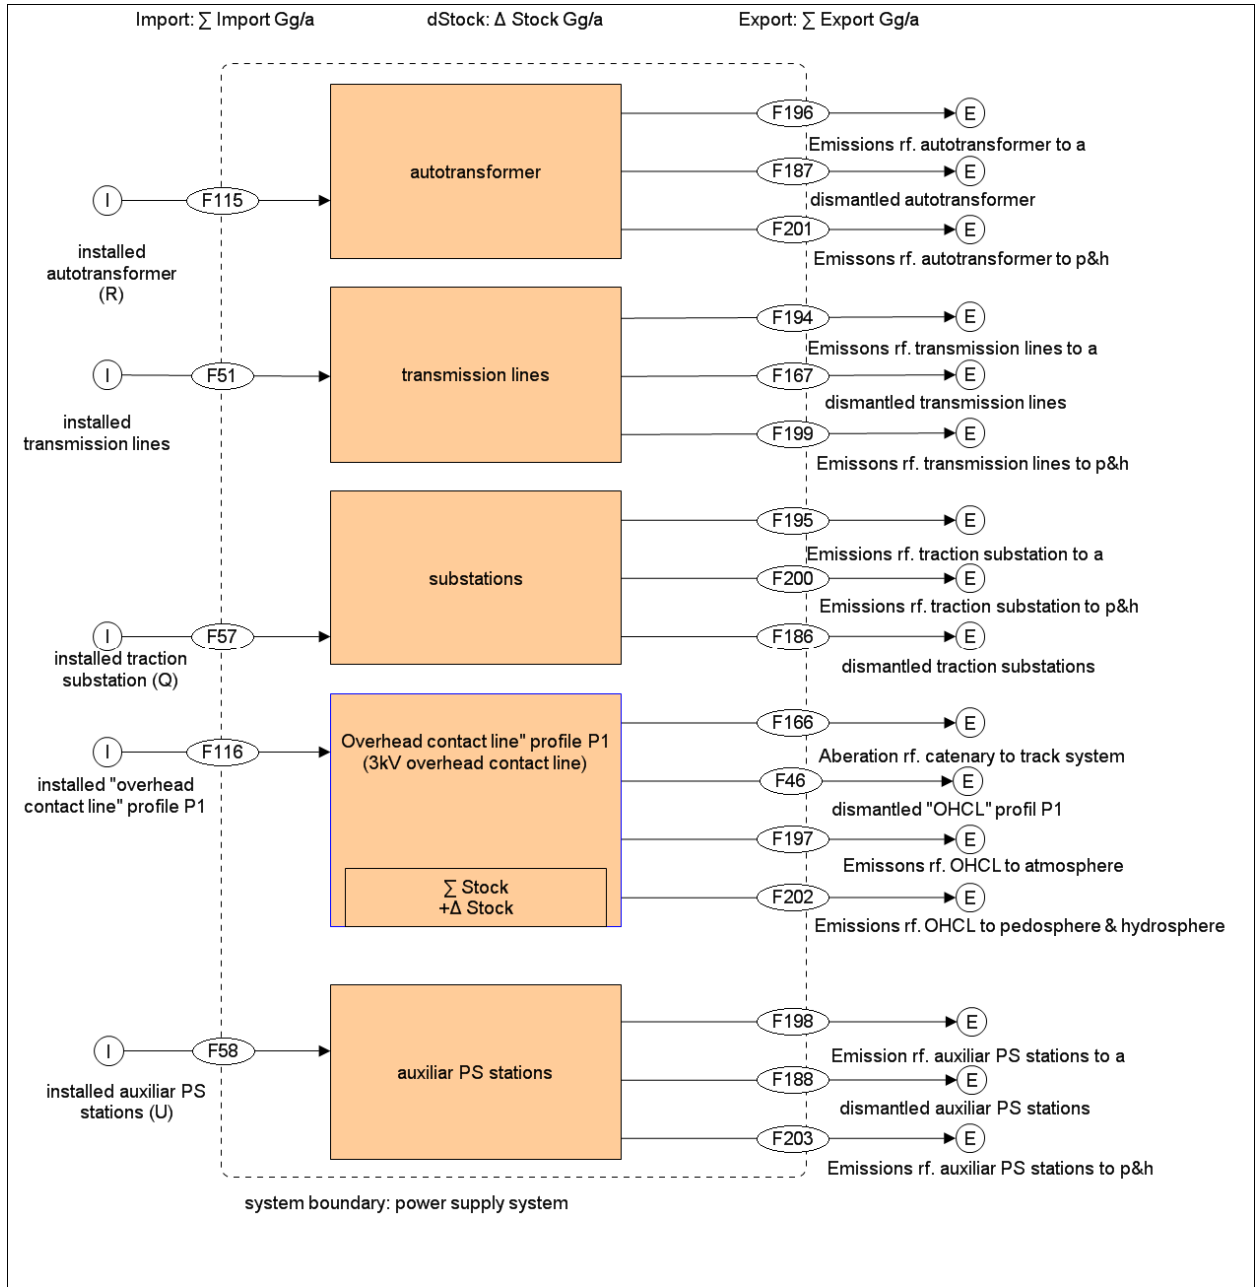 Import: ∑ Import Gg/a
dStock: Δ Stock Gg/a
Export: ∑ Export Gg/a
autotransformer
I
F115
installed
autotransformer
(R)
F196
E
Emissions rf. autotransformer to a
F187
E
dismantled autotransformer
F201
E
Emissons rf. autotransformer to p&h
transmission lines
I
F51
installed
transmission lines
F194
E
Emissons rf. transmission lines to a
F167
E
dismantled transmission lines
F199
E
Emissons rf. transmission lines to p&h
substations
I
F57
installed traction
substation (Q)
F195
E
Emissions rf. traction substation to a
F200
E
Emissions rf. traction substation to p&h
F186
E
dismantled traction substations
Overhead contact line" profile P1
(3kV overhead contact line)
∑ Stock
+Δ Stock
I
F116
installed "overhead
contact line" profile P1
F166
E
Aberation rf. catenary to track system
F46
E
dismantled "OHCL" profil P1
F197
E
Emissons rf. OHCL to atmosphere
F202
E
Emissions rf. OHCL to pedosphere & hydrosphere
auxiliar PS stations
I
F58
installed auxiliar PS
stations (U)
F198
E
Emission rf. auxiliar PS stations to a
F188
E
dismantled auxiliar PS stations
F203
E
Emissions rf. auxiliar PS stations to p&h
system boundary: power supply system